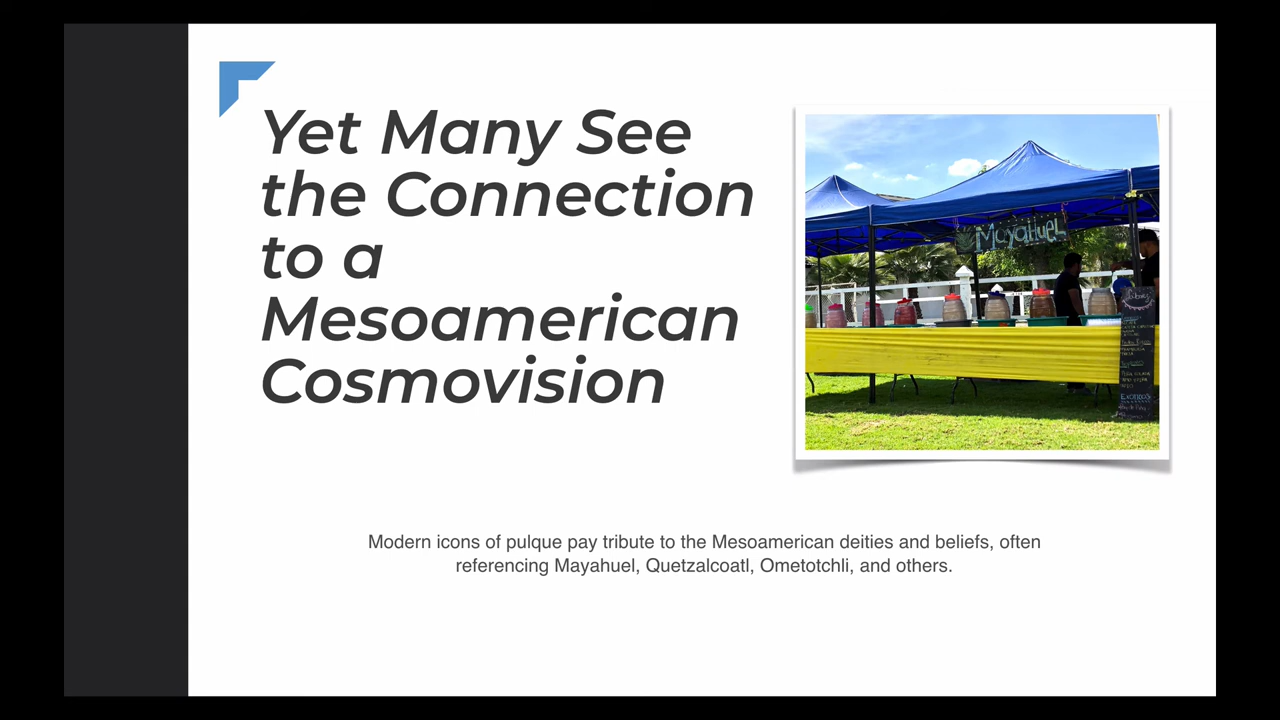 Yet Many See
the Connection
to a
Mesoamerican
Cosmovision
Mayahuel
Modern icons of pulque pay tribute to the Mesoamerican deities and beliefs, often
referencing Mayahuel, Quetzalcoatl, Ometotchli, and others.